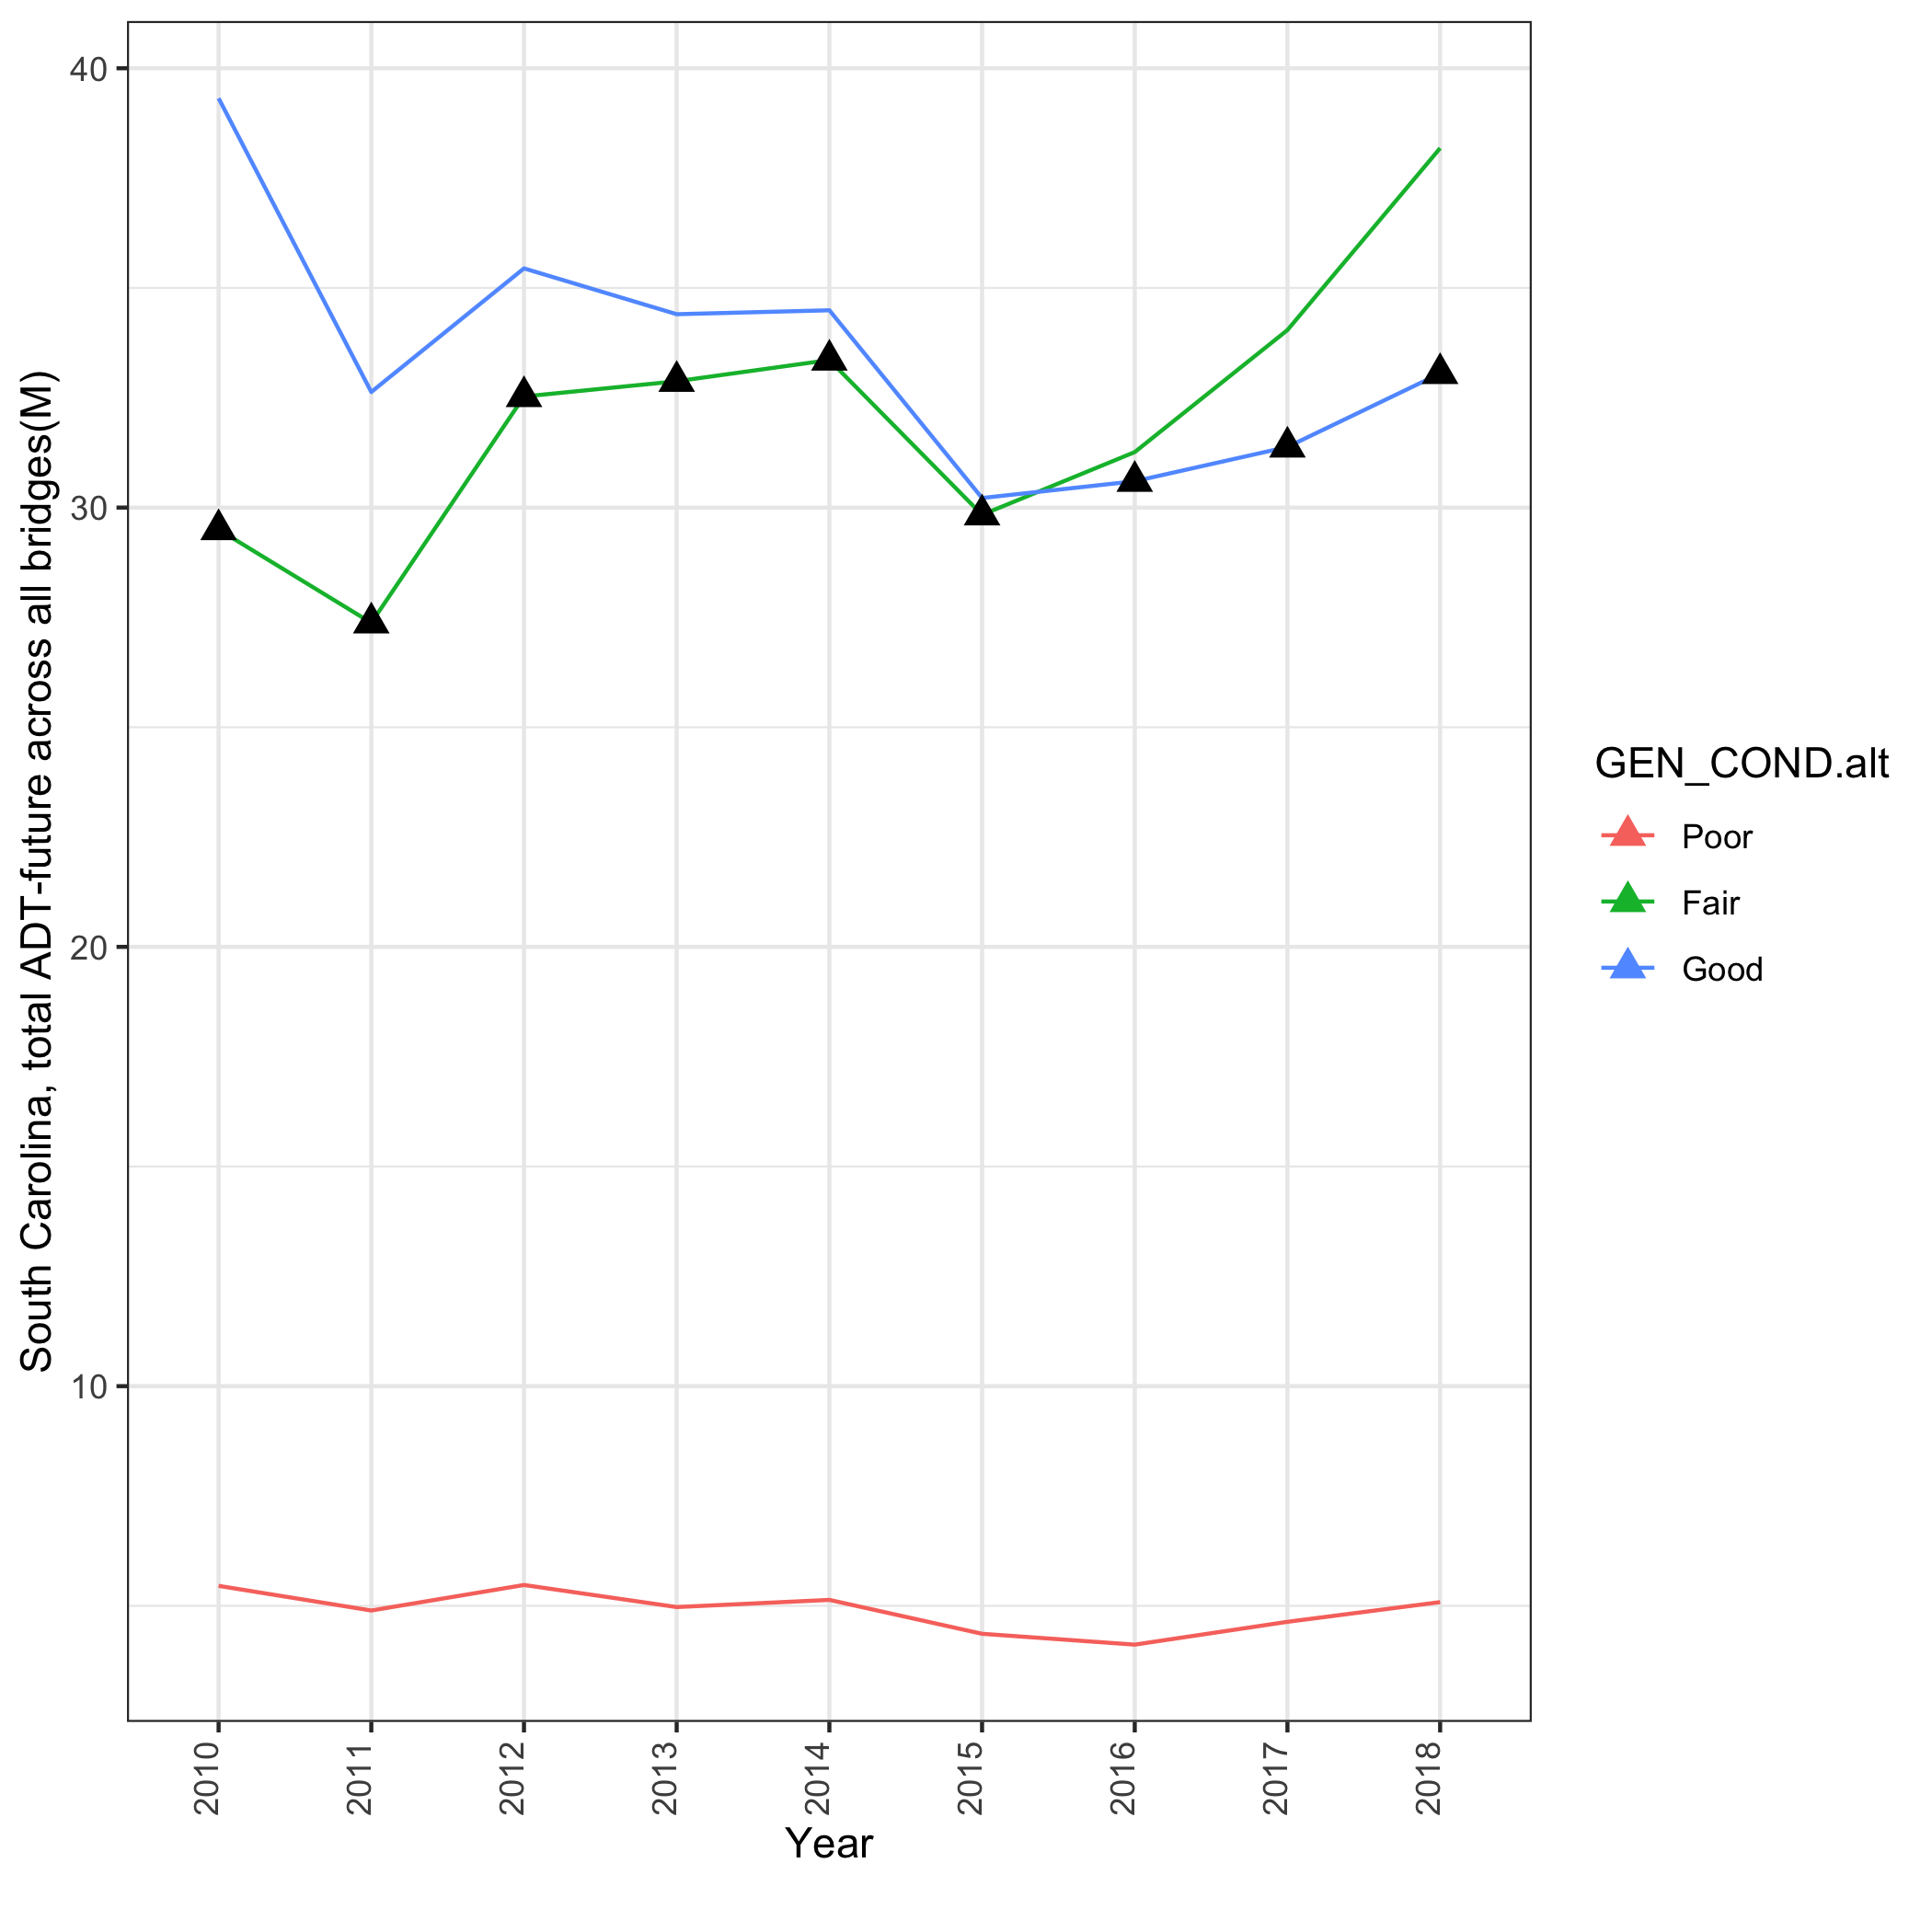 South Carolina, total ADT-future across all bridges(M)
40
30
20
10
2010
2011
2012
2013
2014
2015
2016
2017
2018
Year
GEN_COND.alt
Poor
Fair
Good